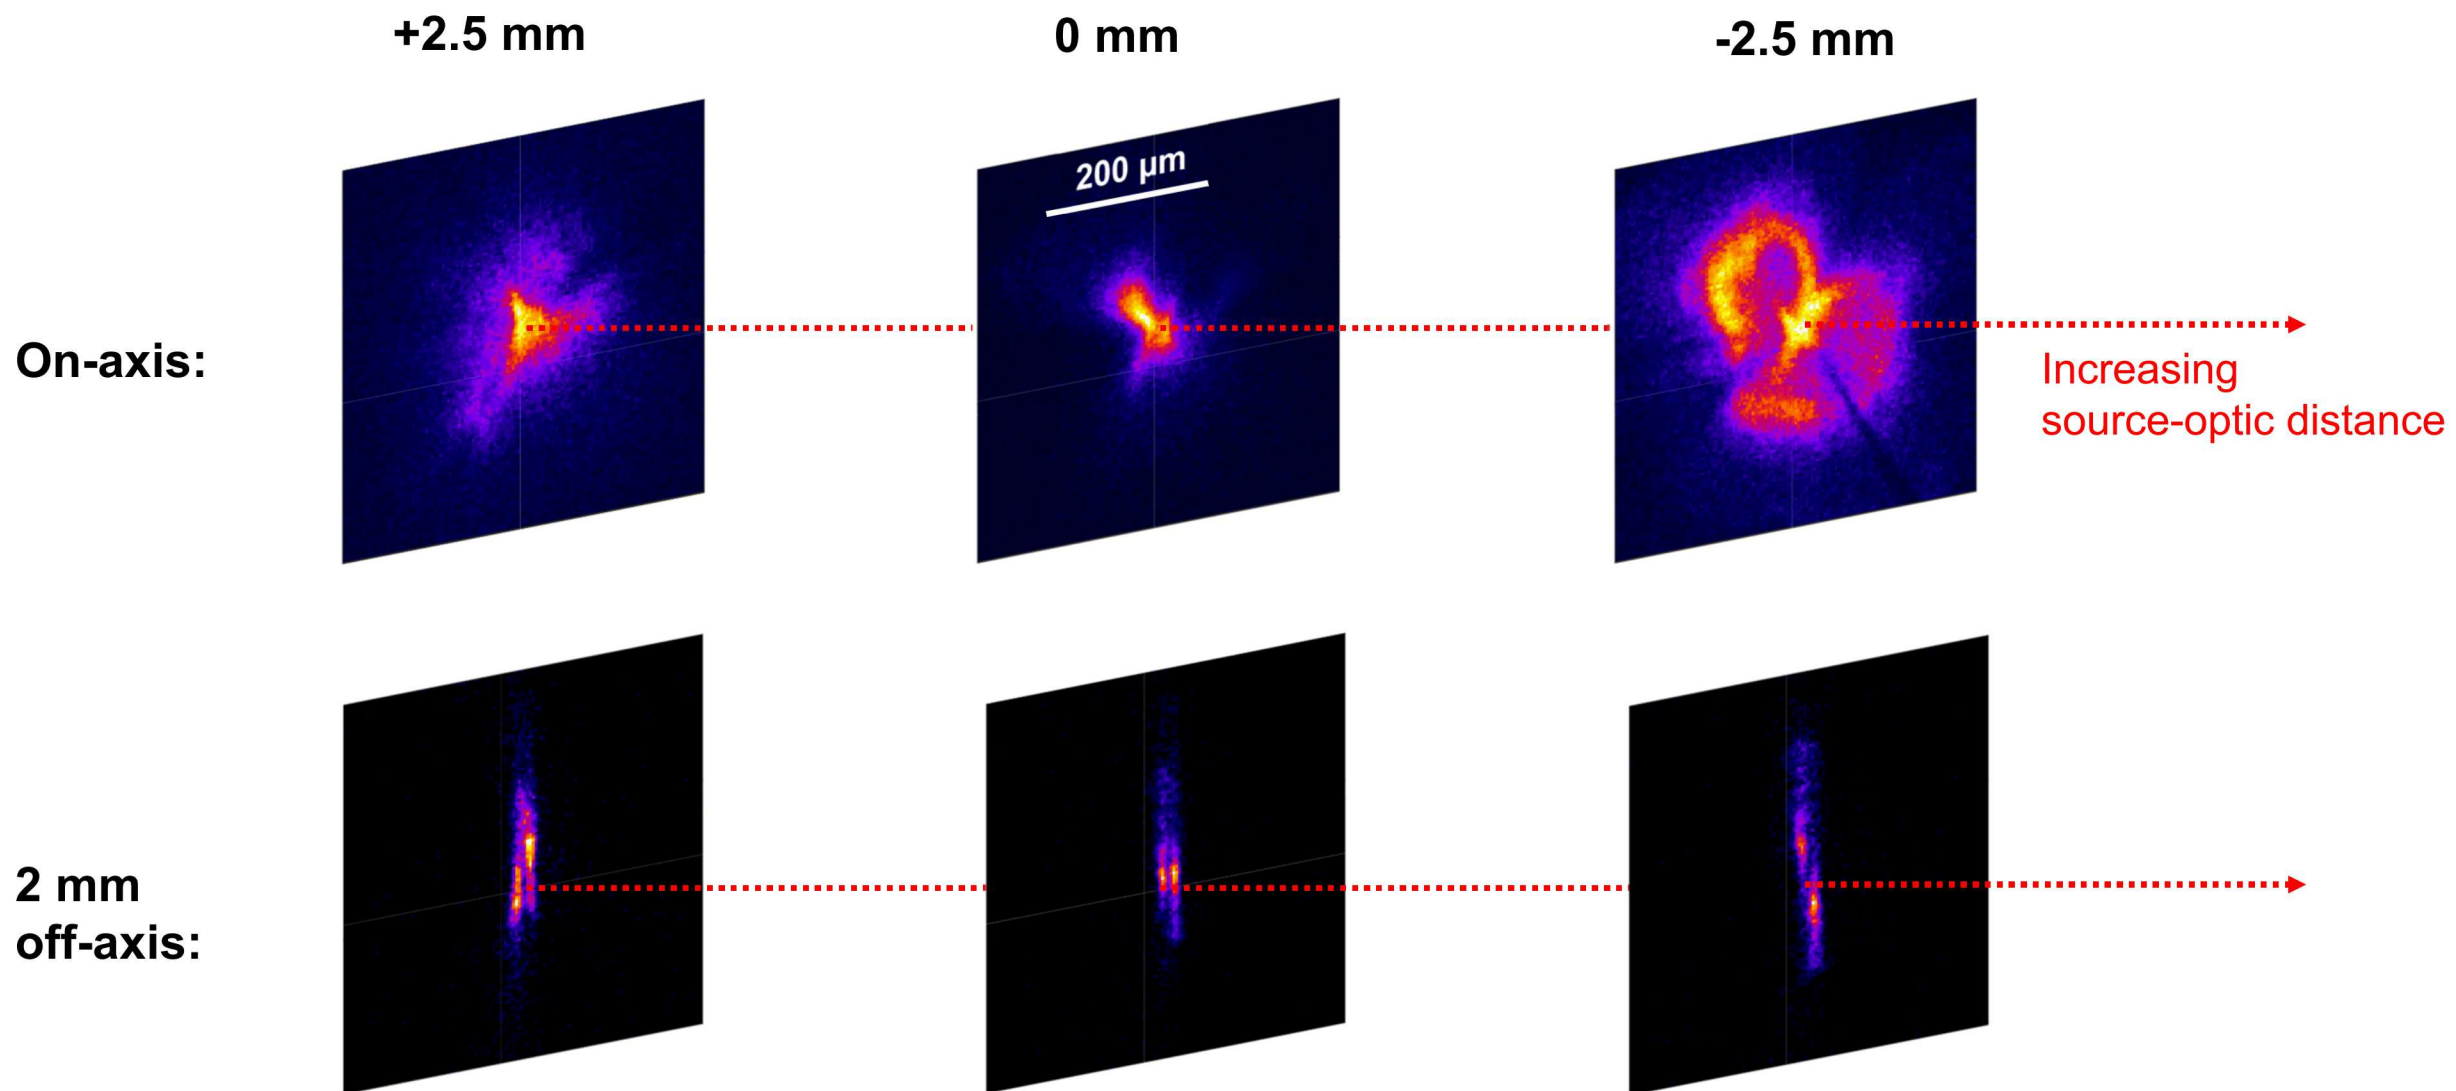 +2.5 mm
0 mm
-2.5 mm
200 µm
On-axis:
Increasing
source-optic distance
2 mm
off-axis: